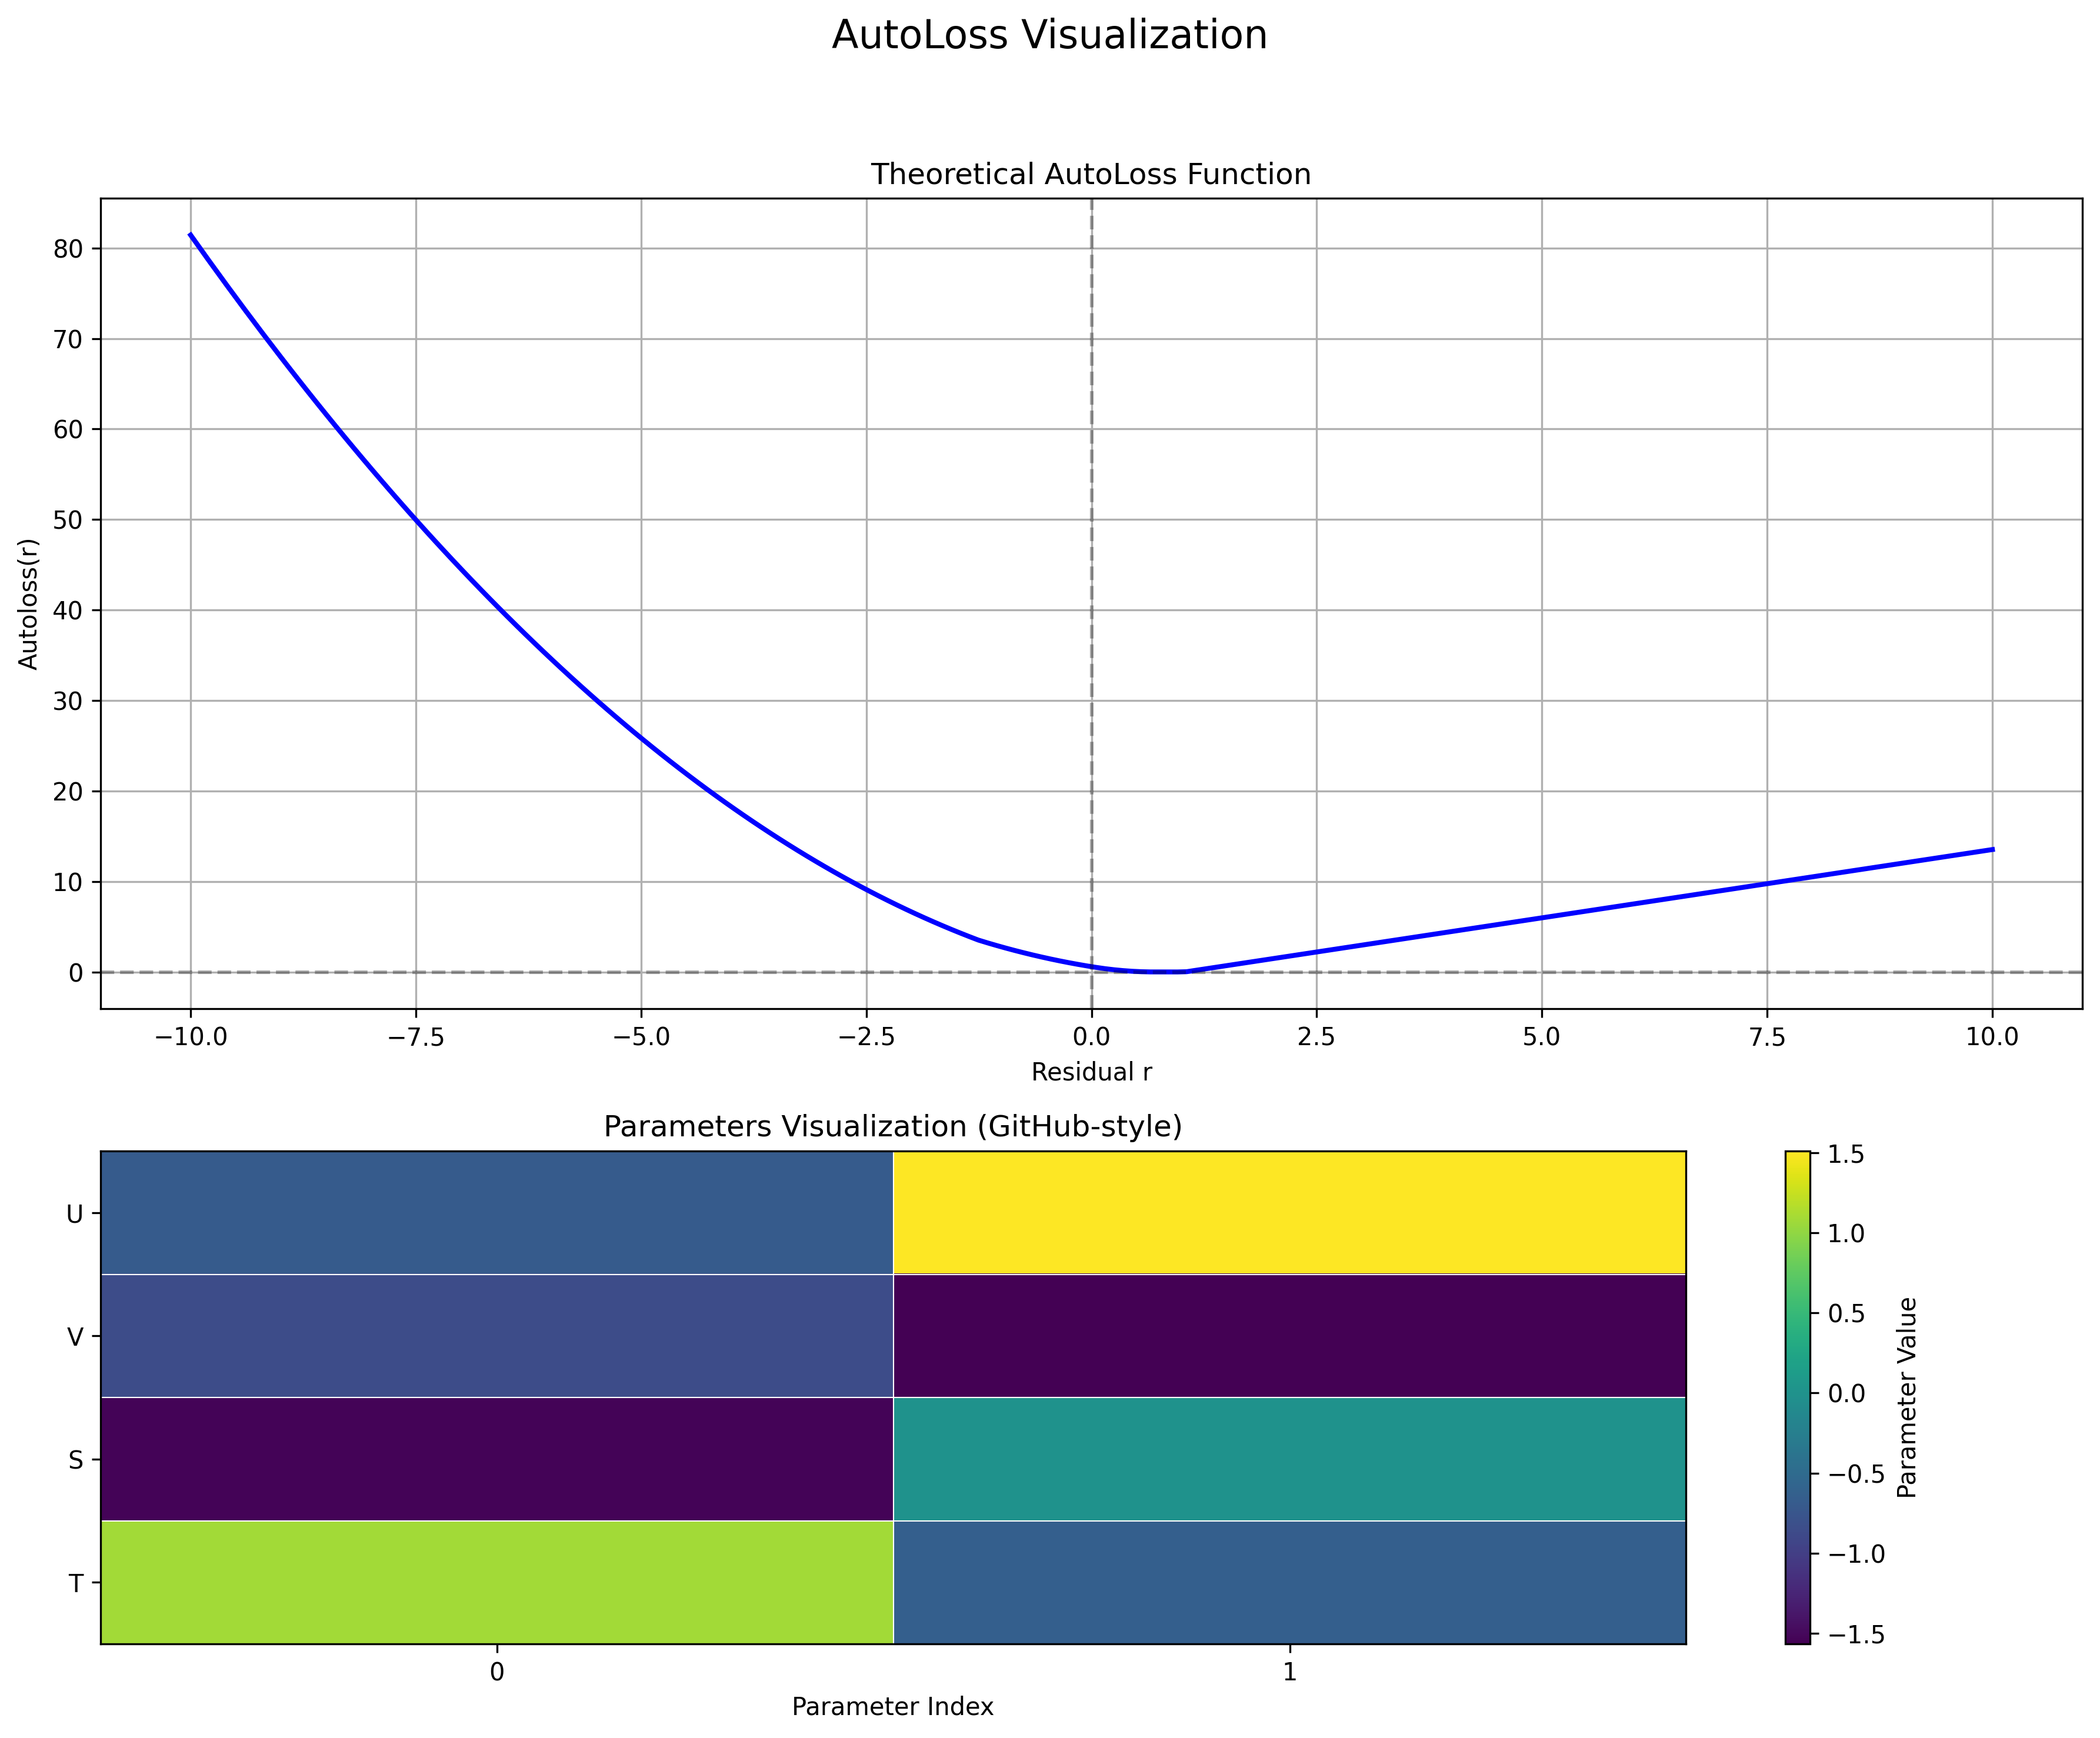 AutoLoss Visualization
Theoretical AutoLoss Function
80
70
60
50
40
30
20
10
0
Autoloss(r)
−10.0 −7.5 −5.0 −2.5 0.0 2.5 5.0 7.5 10.0
Residual r
Parameters Visualization (GitHub-style)
U
V
S
T
0 1
Parameter Index
1.5
1.0
0.5
0.0
−0.5
−1.0
−1.5
Parameter Value